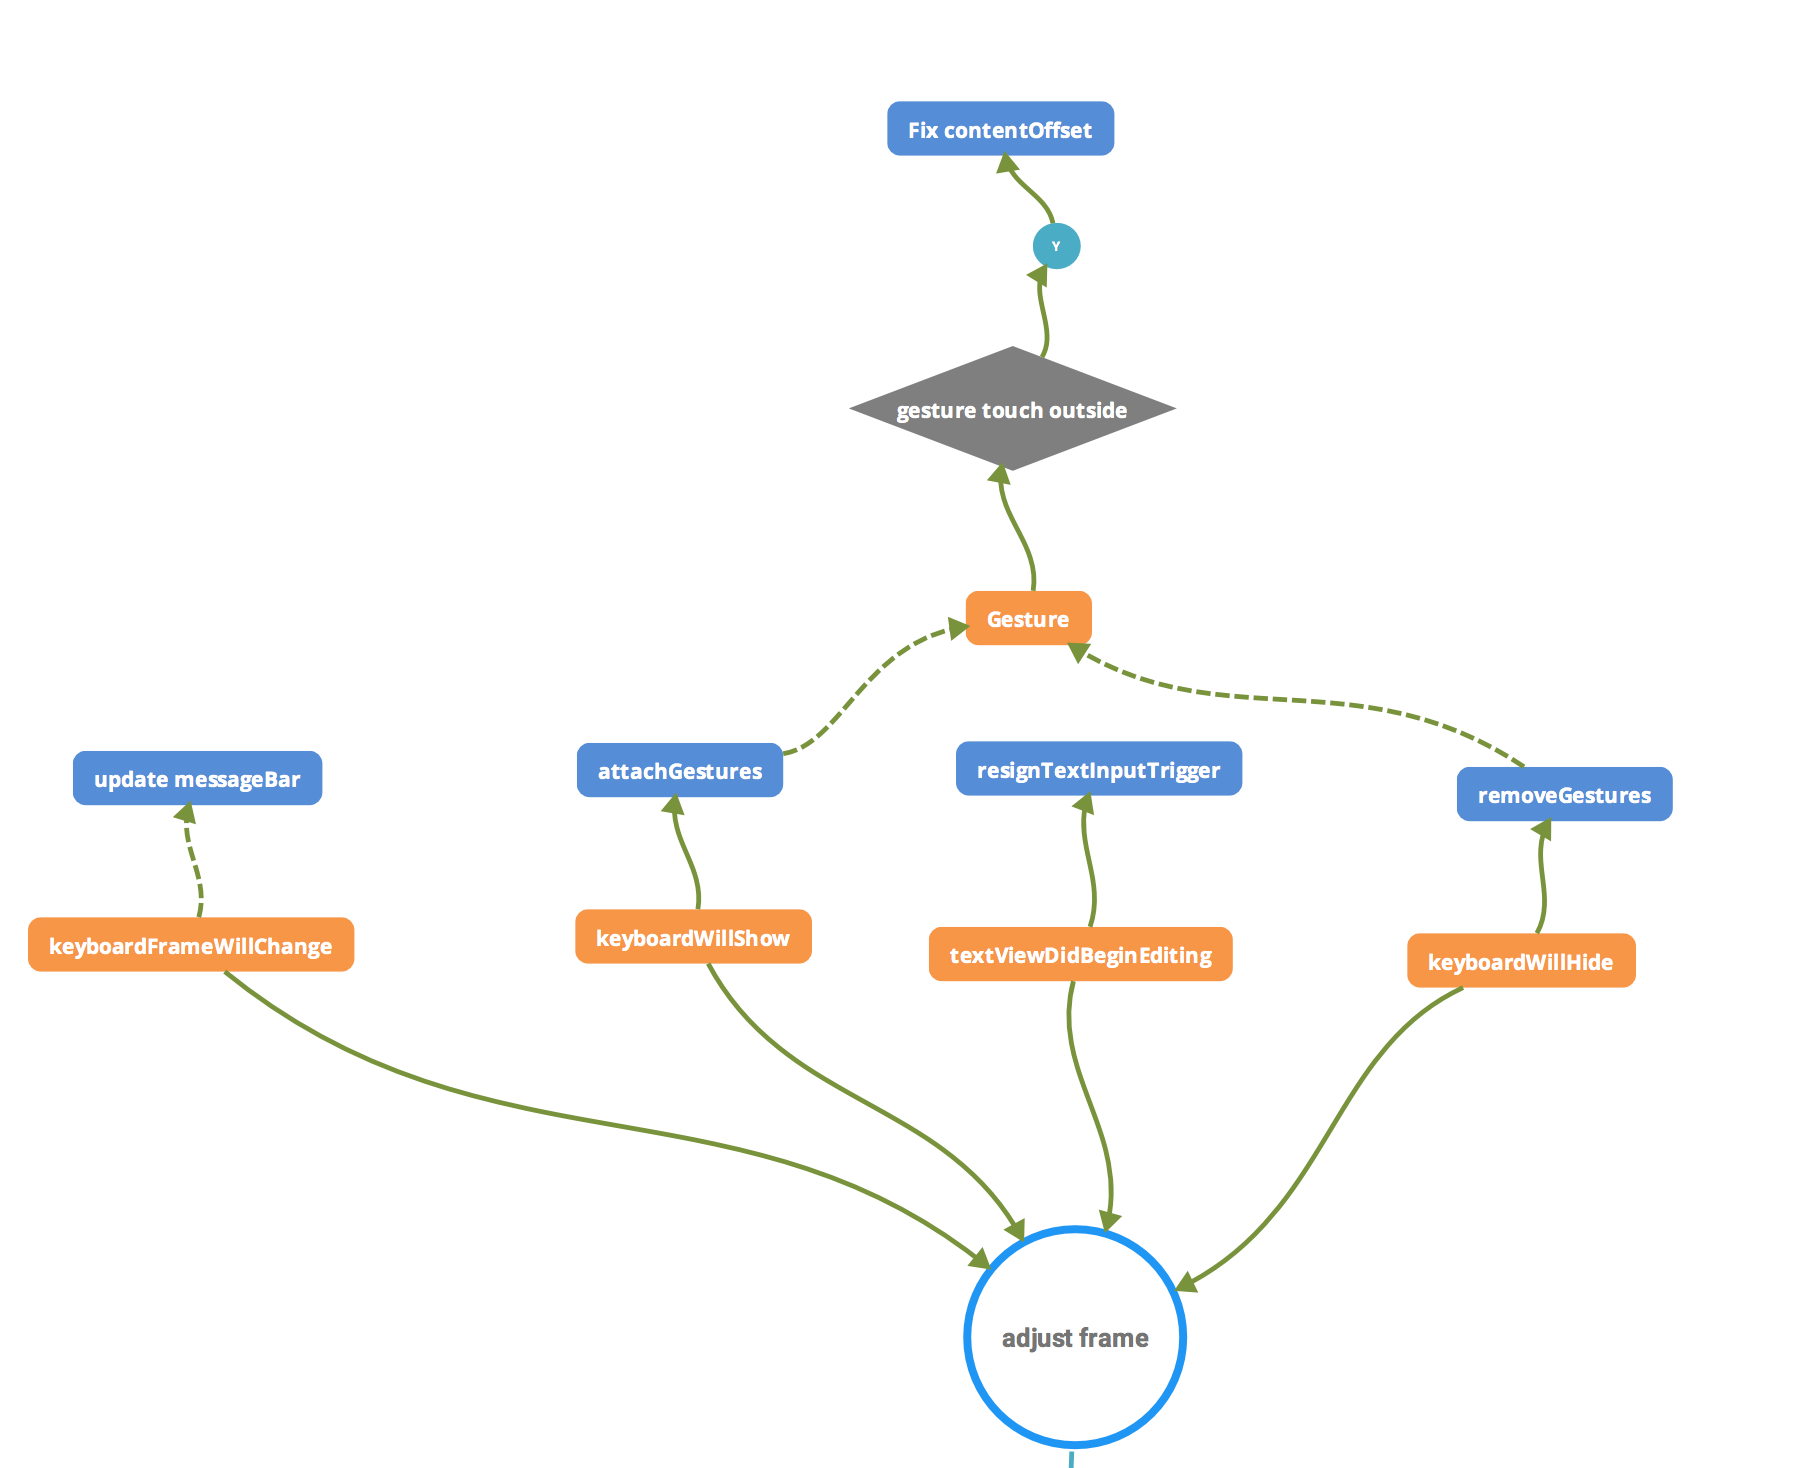 Fix contentOffset
Y
gesture touch outside
Gesture
update messageBar
attachGestures
resignTextInputTrigger
removeGestures
keyboardFrameWillChange
keyboardWillShow
textViewDidBeginEditing
keyboardWillHide
adjust frame